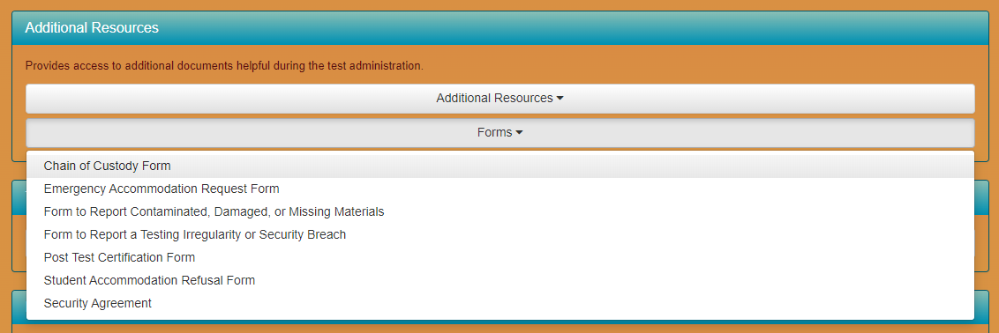 Additional Resources
Provides access to additional documents helpful during the test administration.
Additional Resources
Forms
Chain of Custody Form
Emergency Accommodation Request Form
Form to Report Contaminated, Damaged, or Missing Materials
Form to Report a Testing Irregularity or Security Breach
Post Test Certification Form
Student Accommodation Refusal Form
Security Agreement